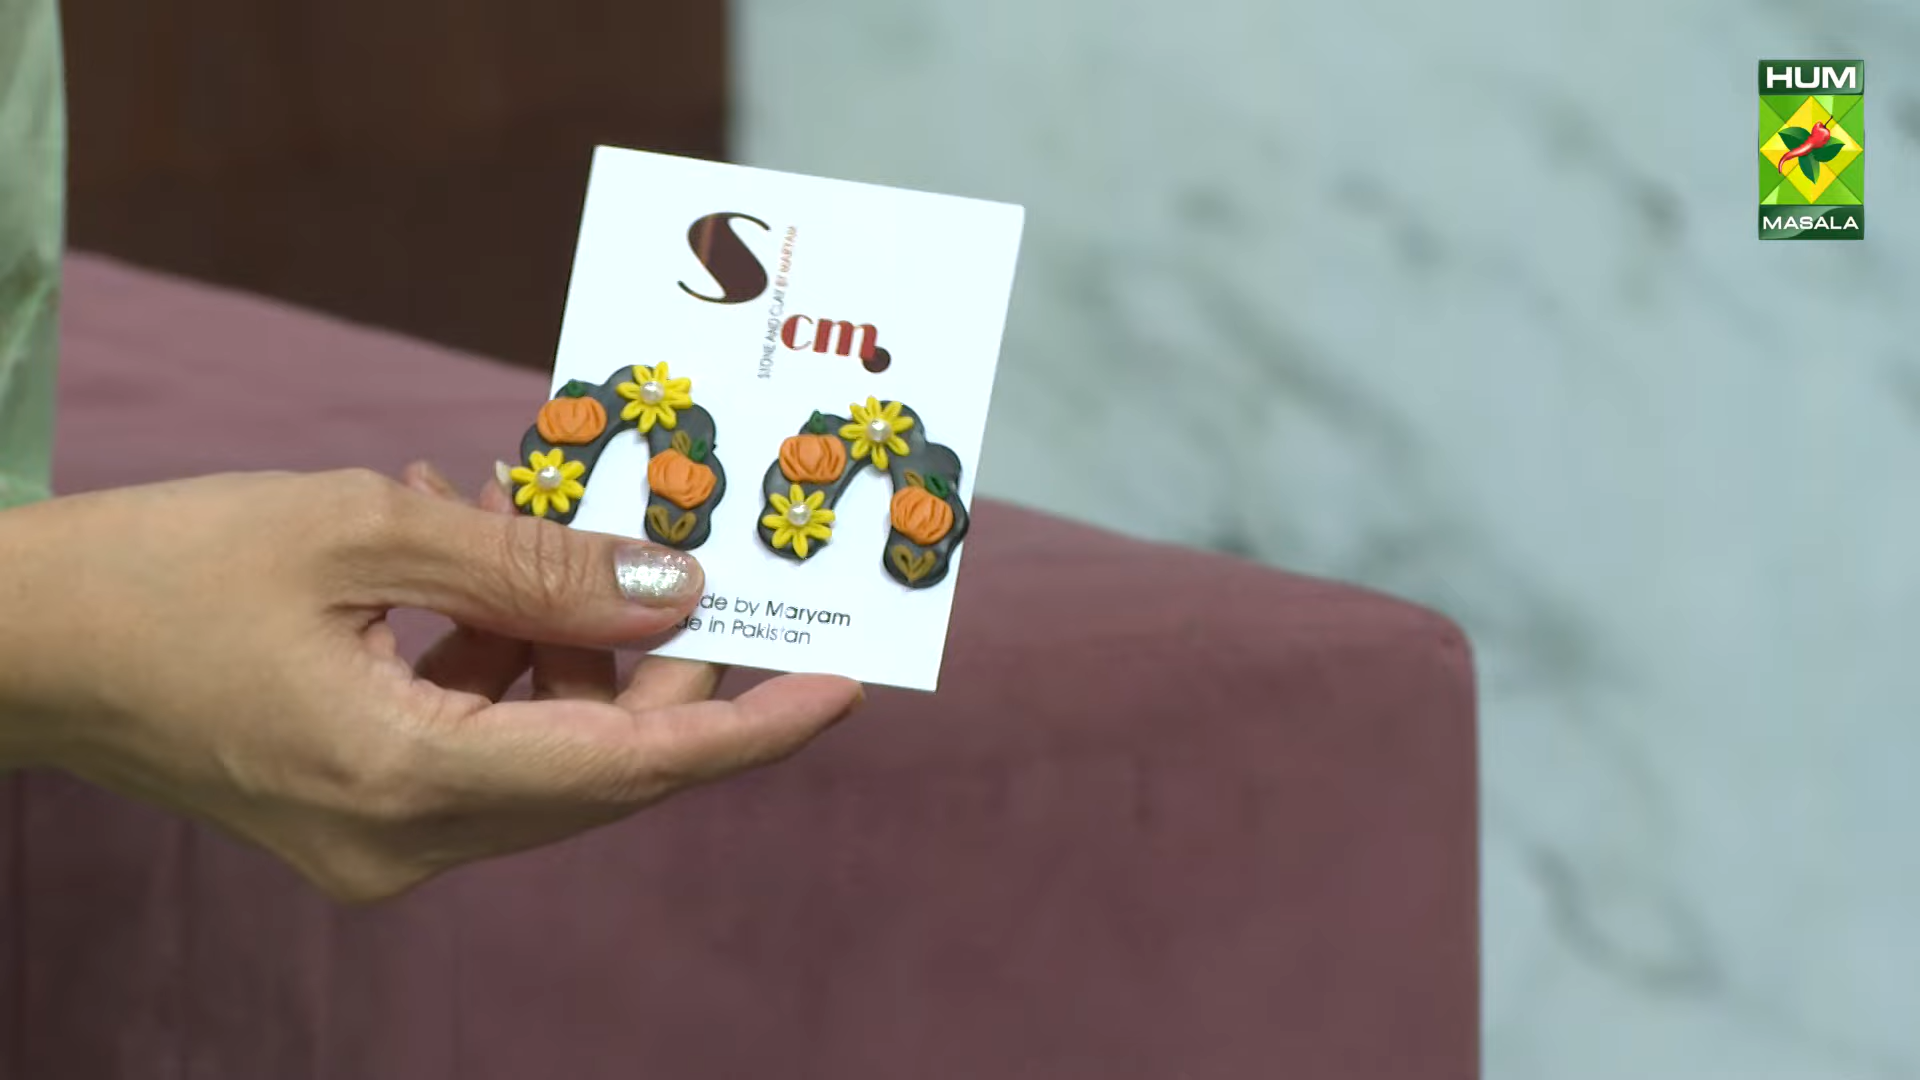 HUM
MASALA
S
STONE AND CLAY BY MARYAM
cm
de by Maryam
de in Pakistan